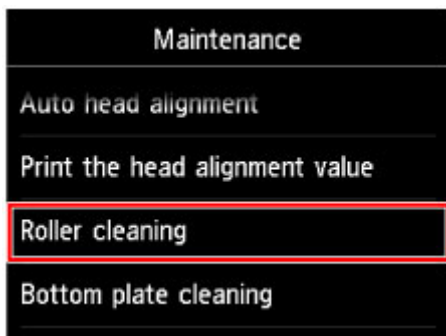 Maintenance
Auto head alignment
Print the head alignment value
Roller cleaning
Bottom plate cleaning